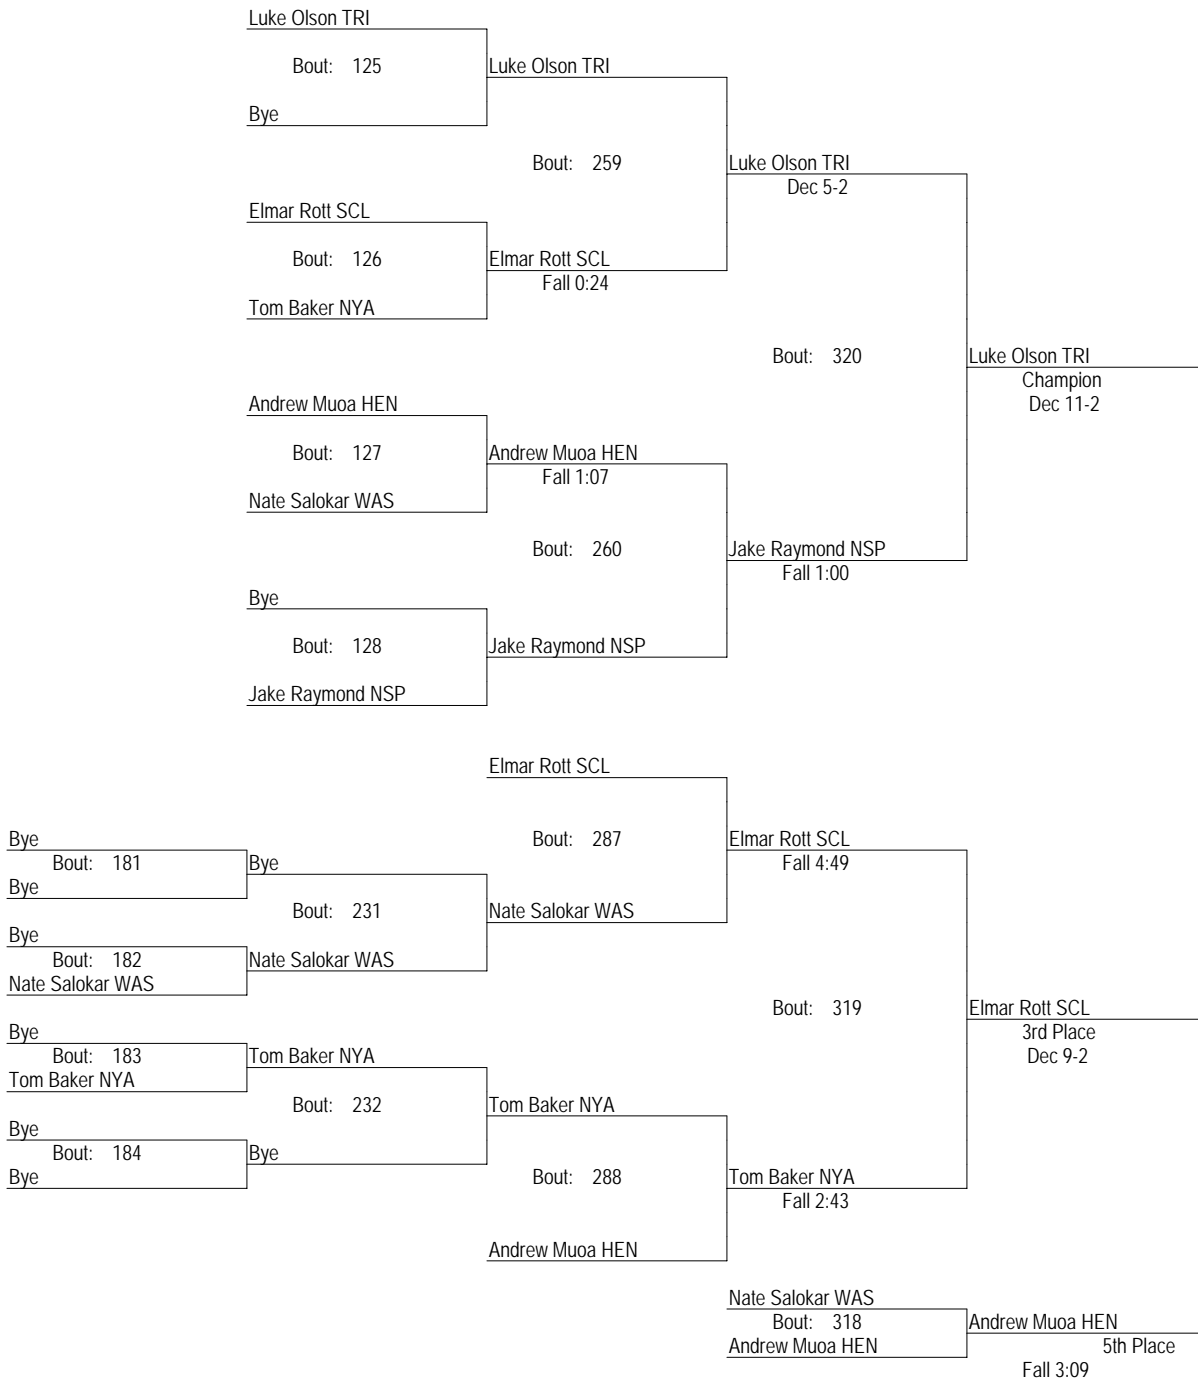 Luke Olson TRI
Bout: 125
Luke Olson TRI
Bye
Bout: 259
Luke Olson TRI
Dec 5-2
Elmar Rott SCL
Bout: 126
Elmar Rott SCL
Fall 0:24
Tom Baker NYA
Bout: 320
Luke Olson TRI
Champion
Dec 11-2
Andrew Muoa HEN
Bout: 127
Andrew Muoa HEN
Fall 1:07
Nate Salokar WAS
Bout: 260
Jake Raymond NSP
Fall 1:00
Bye
Bout: 128
Jake Raymond NSP
Jake Raymond NSP
Elmar Rott SCL
Bye
Bout: 287
Elmar Rott SCL
Bout: 181
Bye
Fall 4:49
Bye
Bout: 231
Nate Salokar WAS
Bye
Bout: 182
Nate Salokar WAS
Nate Salokar WAS
Bout: 319
Elmar Rott SCL
3rd Place
Dec 9-2
Bye
Bout: 183
Tom Baker NYA
Tom Baker NYA
Bout: 232
Tom Baker NYA
Bye
Bout: 184
Bye
Bye
Bout: 288
Tom Baker NYA
Fall 2:43
Andrew Muoa HEN
Nate Salokar WAS
Bout: 318
Andrew Muoa HEN
Andrew Muoa HEN
5th Place
Fall 3:09